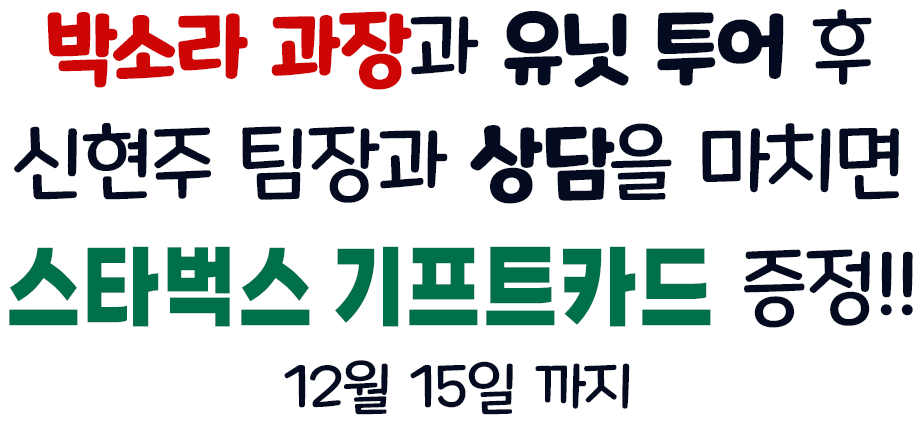 박소라 과장과 유닛 투어 후
신현주 팀장과 상담을 마치면
스타벅스 기프트카드 증정!!
12월 15일 까지